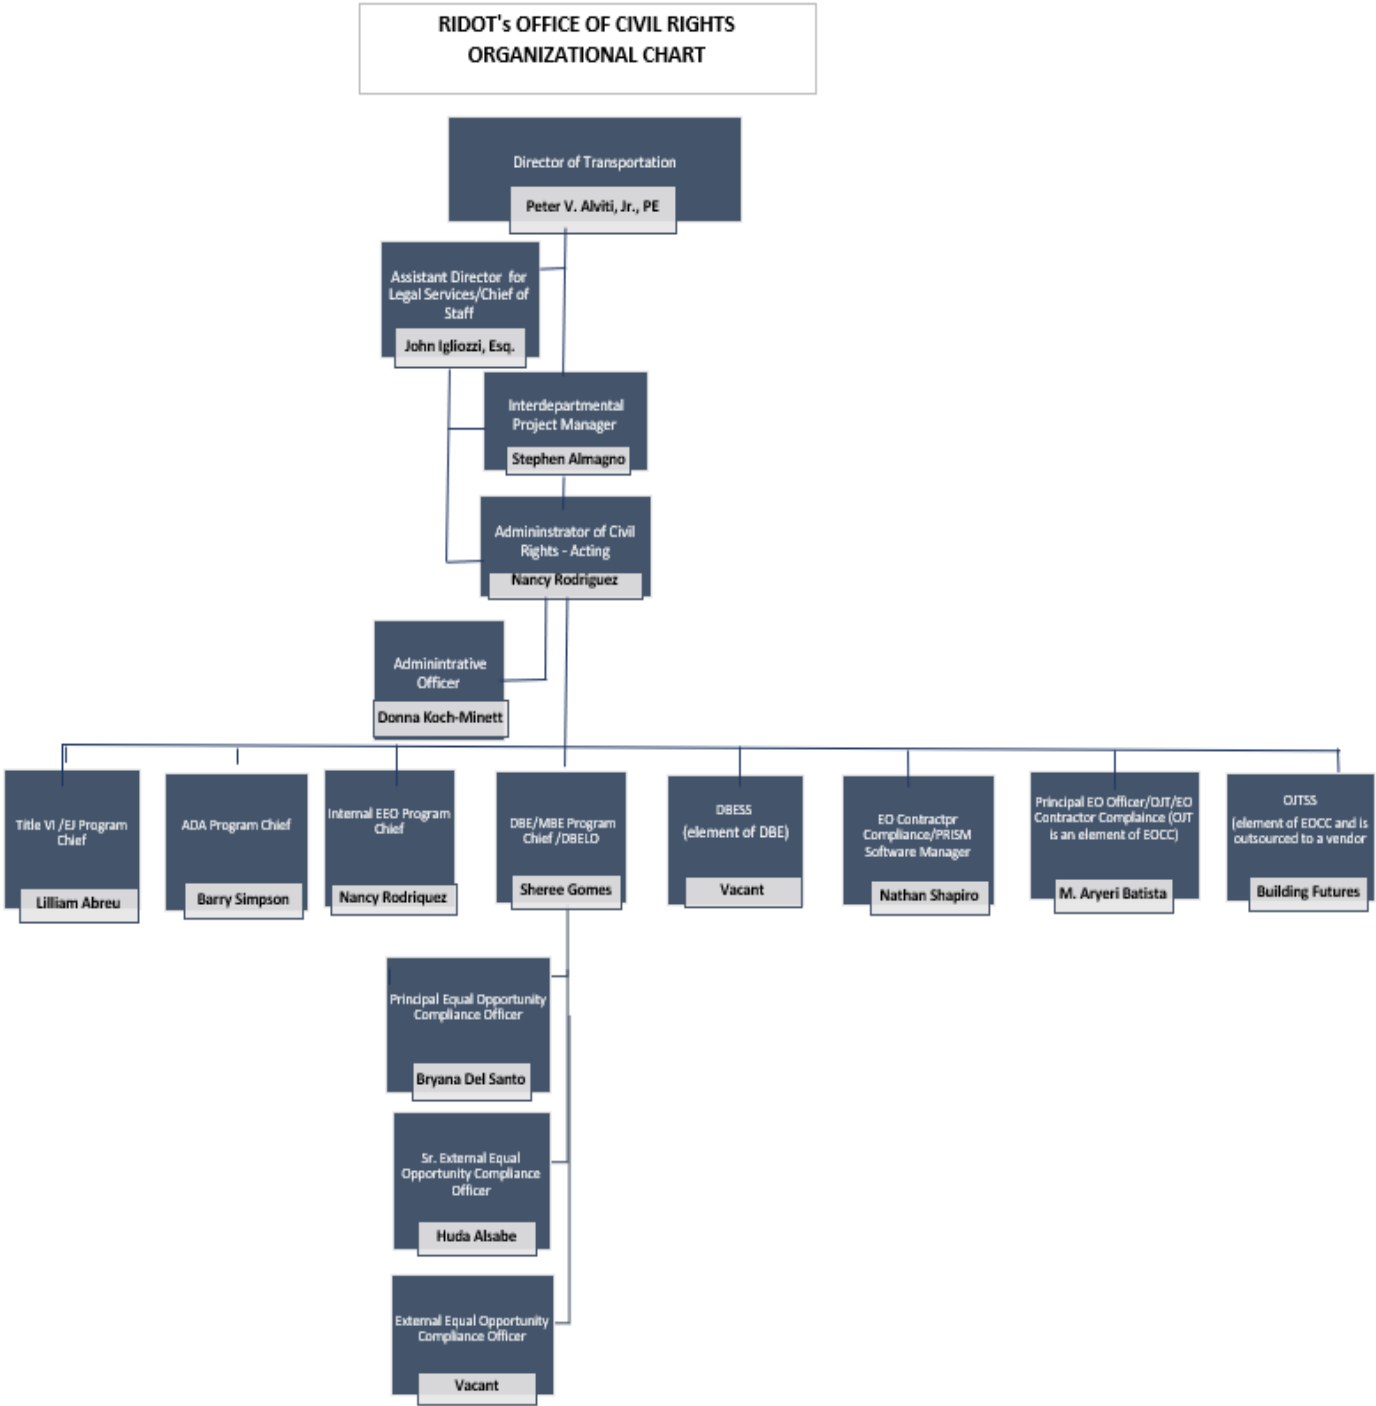 RIDOT's OFFICE OF CIVIL RIGHTS
ORGANIZATIONAL CHART
Director of Transportation
Peter V. Alviti, Jr., PE
Assistant Director for
Legal Services/Chief of
Staff
John Igliozzi, Esq.
Interdepartmental
Project Manager
Stephen Almagno
Admininstrator of Civil
Rights - Acting
Nancy Rodriguez
Adminintrative
Officer
Donna Koch-Minett
Title VI /EJ Program
Chief
Lilliam Abreu
ADA Program Chief
Barry Simpson
Internal EEO Program
Chief
Nancy Rodriquez
DBE/MBE Program
Chief /DBELO
Sheree Gomes
DBESS
(element of DBE)
Vacant
EO Contractpr
Compliance/PRISM
Software Manager
Nathan Shapiro
Principal EO Officer/OJT/EO
Contractor Complaince (OJT
is an element of EOCC)
M. Aryeri Batista
OJTSS
(element of EOCC and is
outsourced to a vendor
Building Futures
Principal Equal Opportunity
Compliance Officer
Bryana Del Santo
Sr. External Equal
Opportunity Compliance
Officer
Huda Alsabe
External Equal Opportunity
Compliance Officer
Vacant